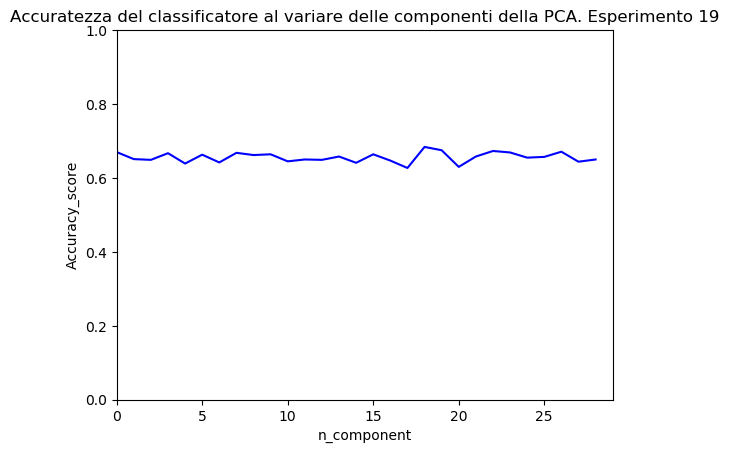 Accuratezza del classificatore al variare delle componenti della PCA. Esperimento 19
1.0
0.8
0.6
0.4
0.2
0.0
Accuracy_score
0 5 10 15 20 25
n_component